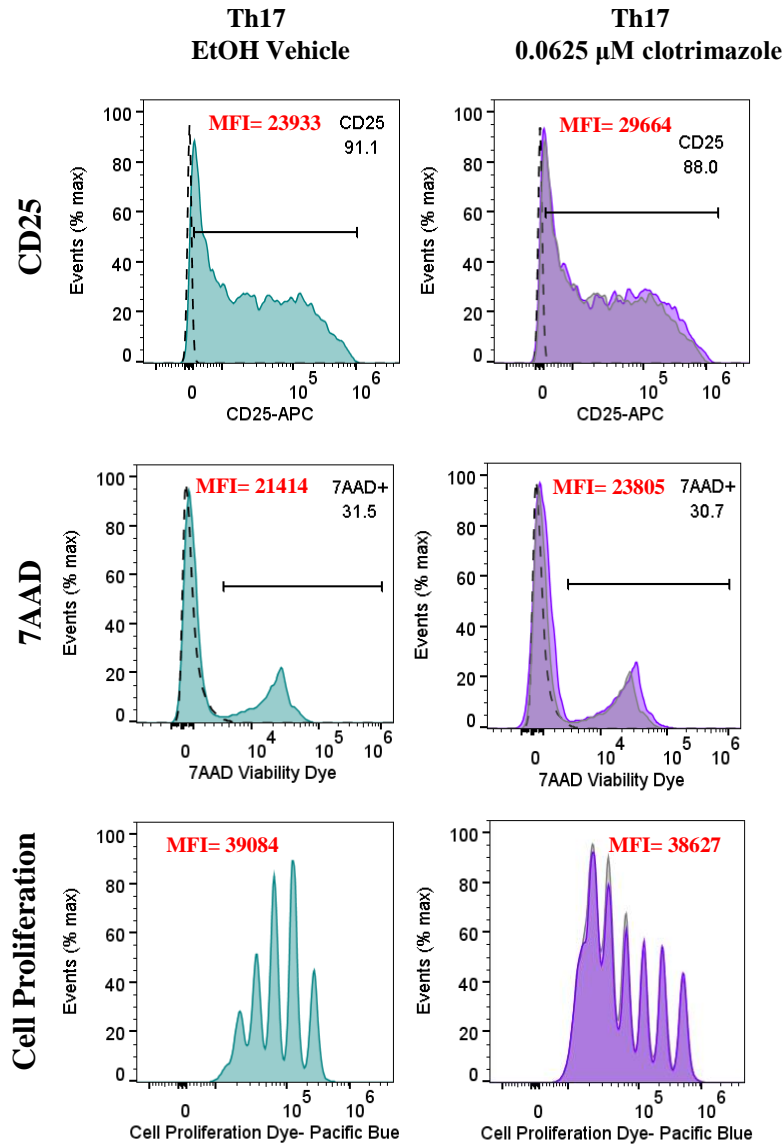 Th17
EtOH Vehicle
Th17
0.0625 µM clotrimazole
CD25
Events (% max)
100
80
60
40
20
0
MFI= 23933
CD25
91.1
0
10^5
10^6
CD25-APC
Events (% max)
100
80
60
40
20
0
MFI= 29664
CD25
88.0
0
10^5
10^6
CD25-APC
7AAD
Events (% max)
100
80
60
40
20
0
MFI= 21414
7AAD+
31.5
0
10^4
10^5
10^6
7AAD Viability Dye
Events (% max)
100
80
60
40
20
0
MFI= 23805
7AAD+
30.7
0
10^4
10^5
10^6
7AAD Viability Dye
Cell Proliferation
Events (% max)
100
80
60
40
20
0
MFI= 39084
0
10^5
10^6
Cell Proliferation Dye- Pacific Bue
Events (% max)
100
80
60
40
20
0
MFI= 38627
0
10^5
10^6
Cell Proliferation Dye- Pacific Blue